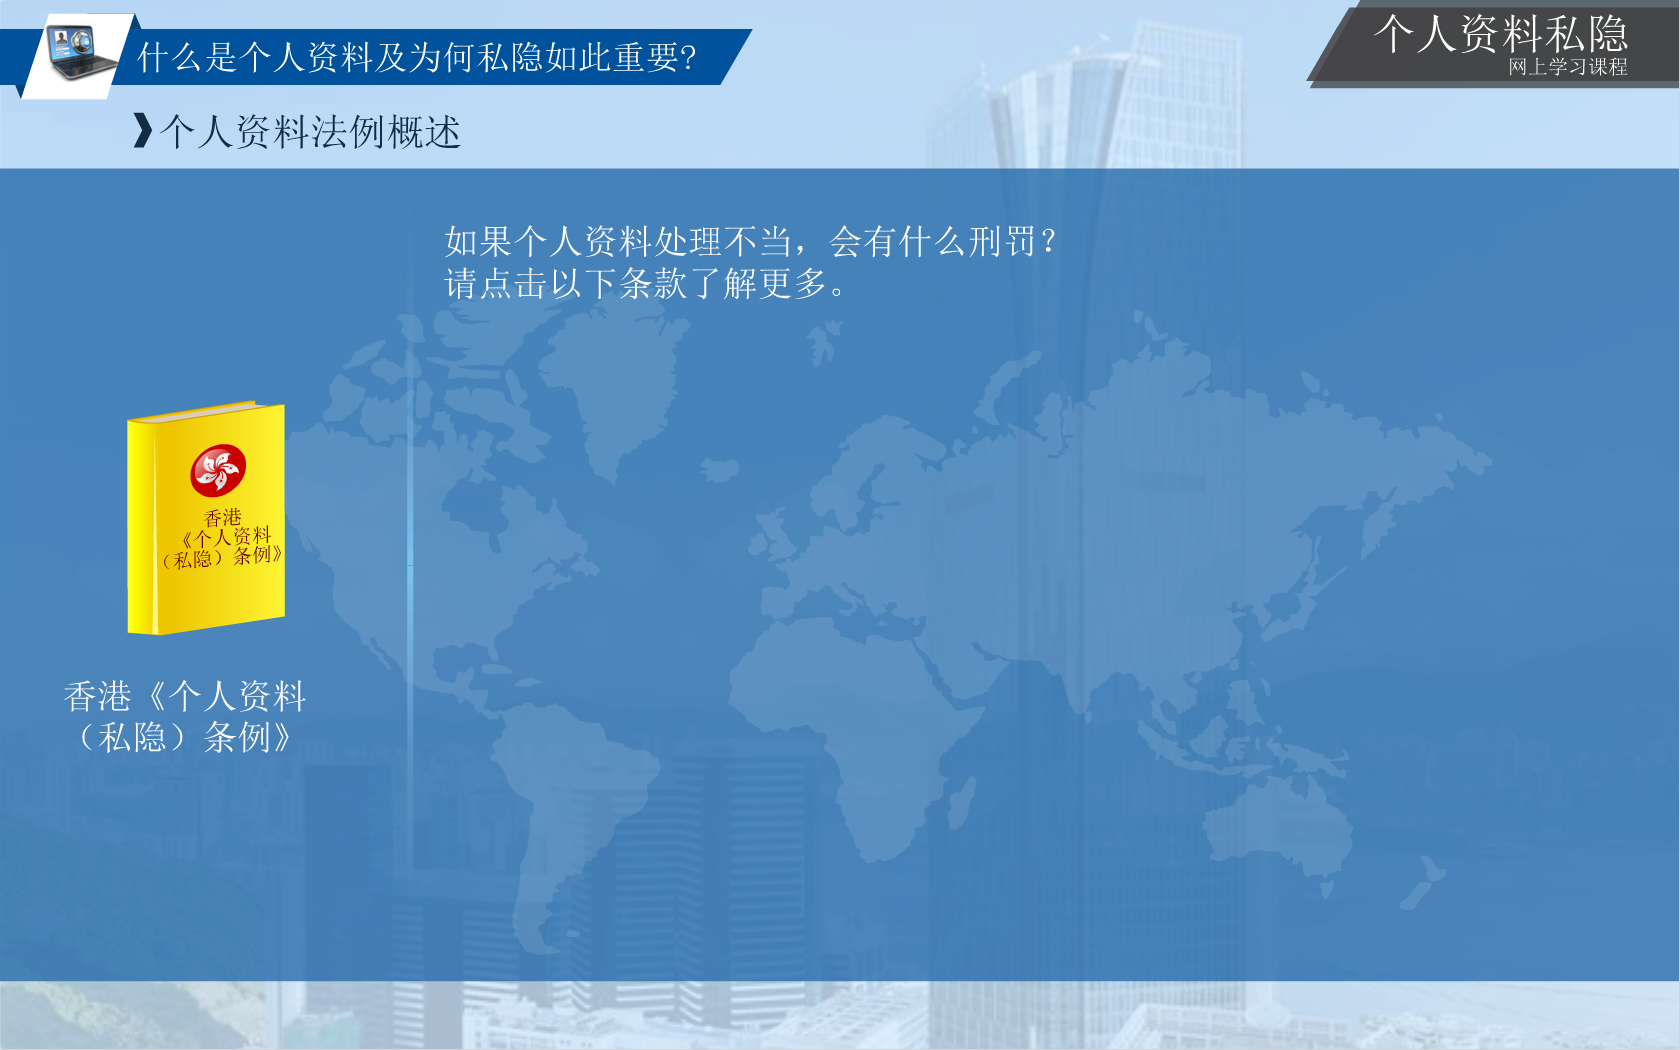 什么是个人资料及为何私隐如此重要?
个人资料私隐
网上学习课程
个人资料法例概述
如果个人资料处理不当，会有什么刑罚？
请点击以下条款了解更多。
香港
《个人资料
（私隐）条例》
香港《个人资料
（私隐）条例》